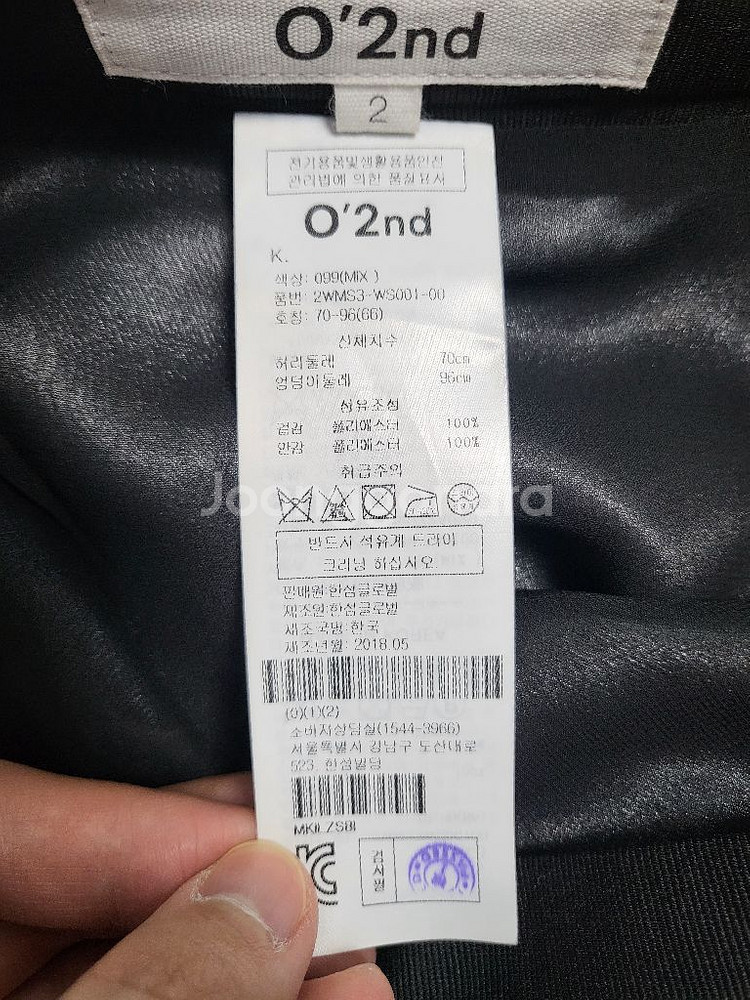 O'2nd
2
전기용품및생활용품안전
관리법에 의한 품질표시
O'2nd
K.
색상: 099(MIX )
품번: 2WMS3-WS001-00
호칭: 70-96(66)
신체치수
허리둘레 70cm
엉덩이둘레 96cm
섬유조성
겉감 폴리에스터 100%
안감 폴리에스터 100%
취급주의
반드시 석유계 드라이
크리닝 하십시오.
판매원:한섬글로벌
제조원:한섬글로벌
제조국명:한국
제조년월: 2018.05
(0)(1)(2)
소비자상담실(1544-3966)
서울특별시 강남구 도산대로
523 한섬빌딩
검사필